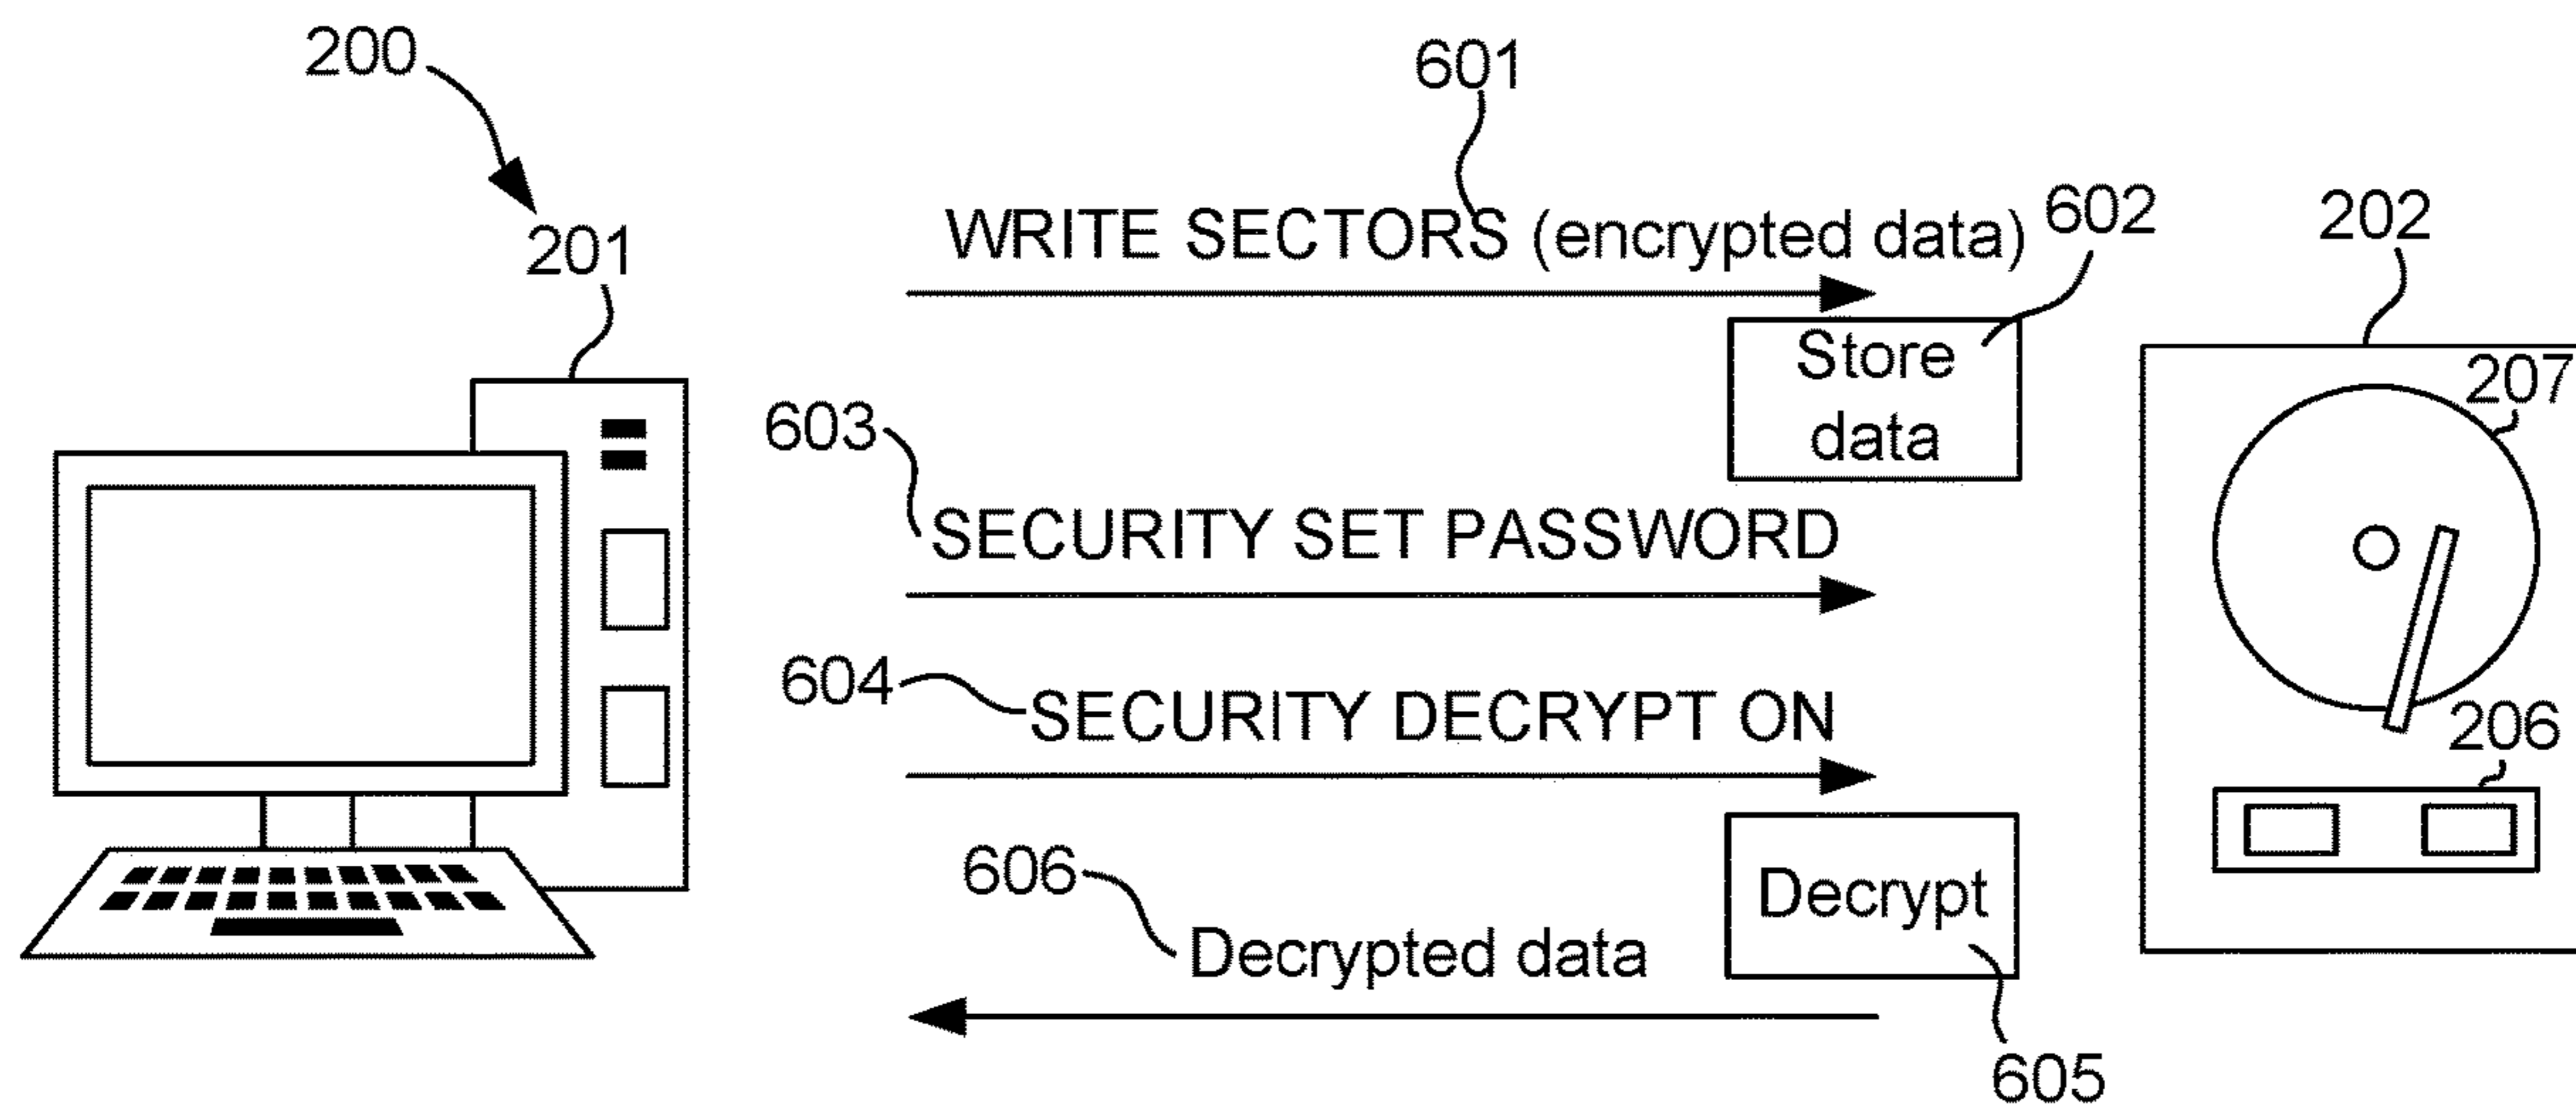 200
601
201
WRITE SECTORS (encrypted data)
602
202
Store
data
207
603
SECURITY SET PASSWORD
604
SECURITY DECRYPT ON
206
606
Decrypt
Decrypted data
605